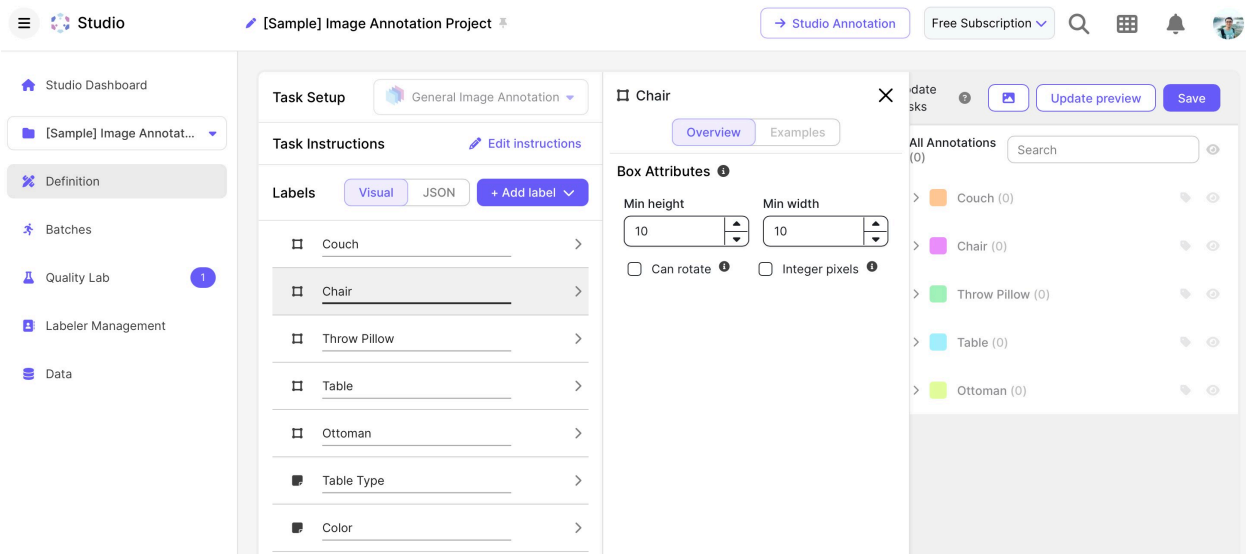 Studio
[Sample] Image Annotation Project
→ Studio Annotation
Free Subscription
Studio Dashboard
[Sample] Image Annotat...
Definition
Batches
Quality Lab
1
Labeler Management
Data
Task Setup
General Image Annotation
Task Instructions
Edit instructions
Labels
Visual
JSON
+ Add label
Couch
Chair
Throw Pillow
Table
Ottoman
Table Type
Color
Chair
Overview
Examples
Box Attributes
Min height
Min width
10
10
Can rotate
Integer pixels
date
sks
Update preview
Save
All Annotations
(0)
Search
Couch (0)
Chair (0)
Throw Pillow (0)
Table (0)
Ottoman (0)